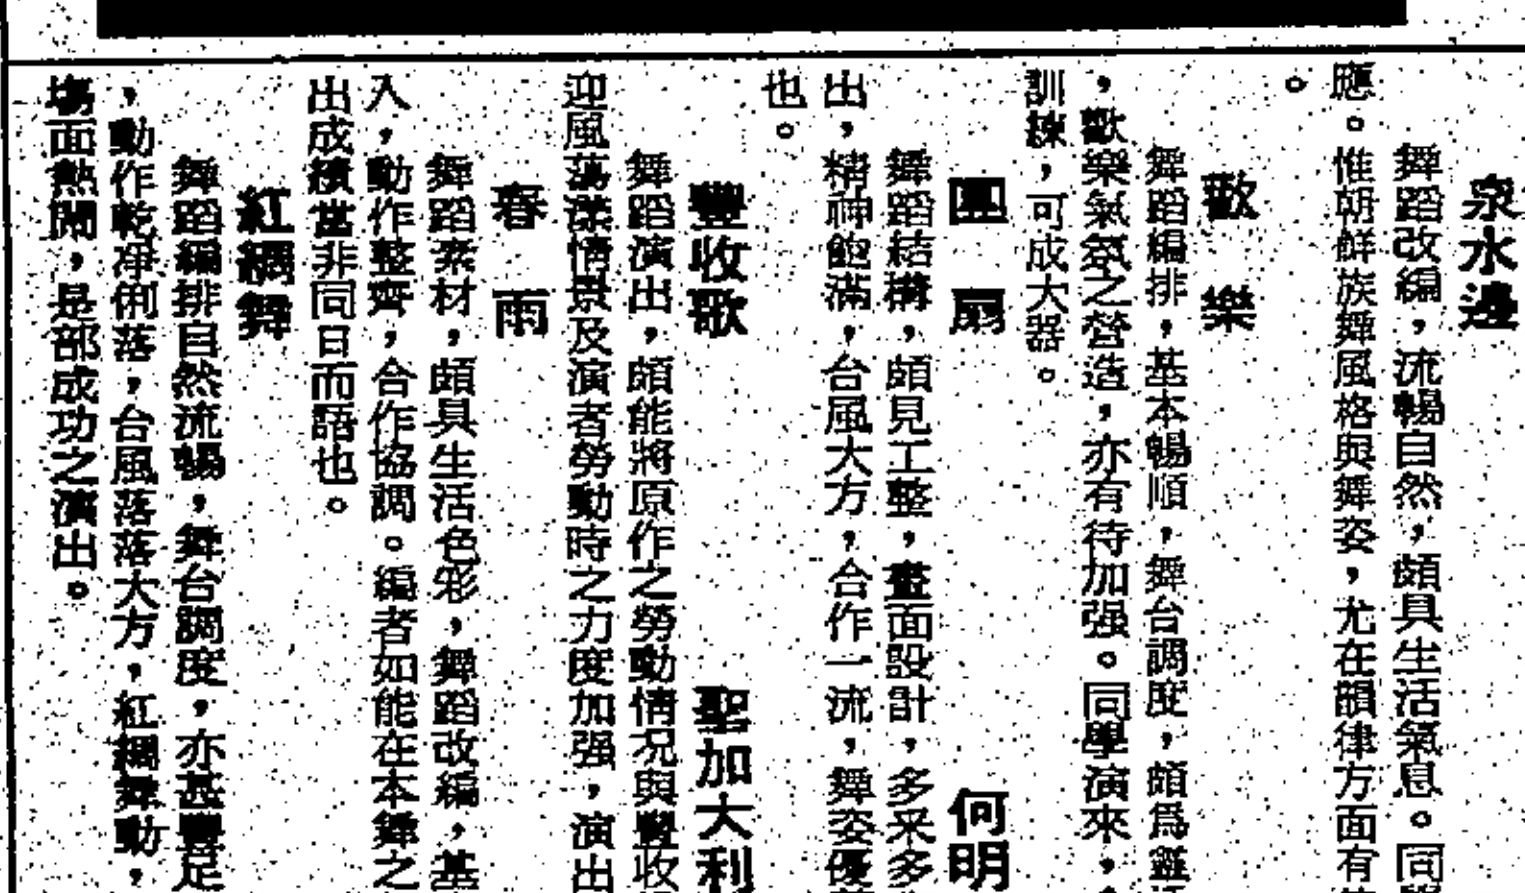 泉水邊
舞蹈改編，流暢自然，頗具生活氣息。同
應。惟朝鮮族舞風格與舞姿，尤在韻律方面有
。
歡樂
舞蹈編排，基本暢順，舞台調度，頗爲
，歡樂氣氛之營造，亦有待加强。同學演來，
訓練，可成大器。
團扇 何明
舞蹈結構，頗見工整，畫面設計，多采多
出，精神飽滿，台風大方，合作一流，舞姿優
也。
豐收歌 聖加大利
舞蹈演出，頗能將原作之勞動情況與豐收
迎風蕩漾情景及演者勞動時之力度加强，演出
春雨
舞蹈素材，頗具生活色彩，舞蹈改編，基
入，動作整齊，合作協調。編者如能在本舞之
出成績當非同日而語也。
紅綢舞
舞蹈編排自然流暢，舞台調度，亦甚豐足
，動作乾净俐落，台風落落大方，紅綢舞動，
場面熱鬧，是部成功之演出。